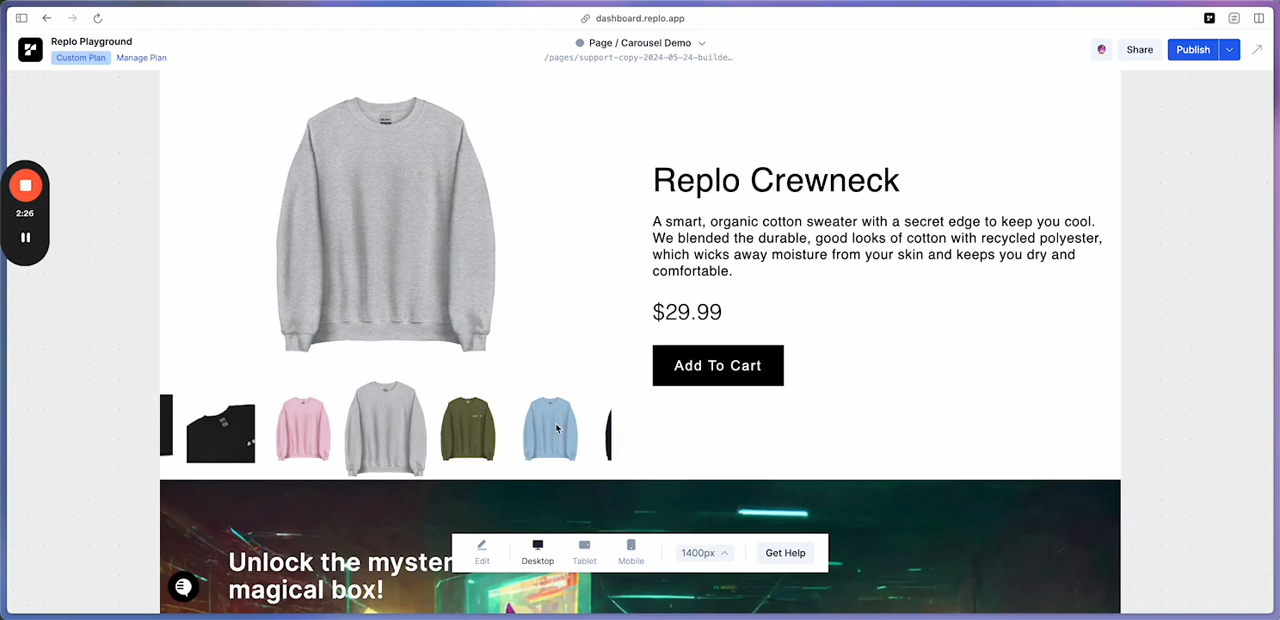 dashboard.replo.app
Replo Playground
Custom Plan Manage Plan
Page / Carousel Demo
/pages/support-copy-2024-05-24-builde…
Share
Publish
2:26
Replo Crewneck
A smart, organic cotton sweater with a secret edge to keep you cool.
We blended the durable, good looks of cotton with recycled polyester,
which wicks away moisture from your skin and keeps you dry and
comfortable.
$29.99
Add To Cart
Unlock the myster
magical box!
Edit
Desktop
Tablet
Mobile
1400px
Get Help